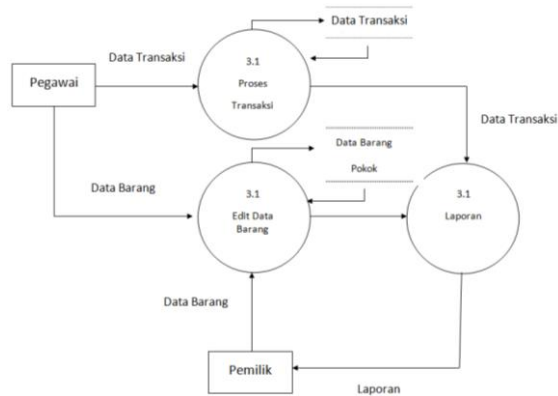 Data Transaksi
Data Transaksi
3.1
Proses
Transaksi
Pegawai
Data Transaksi
Data Barang
Pokok
Data Barang
3.1
Edit Data
Barang
3.1
Laporan
Data Barang
Pemilik
Laporan